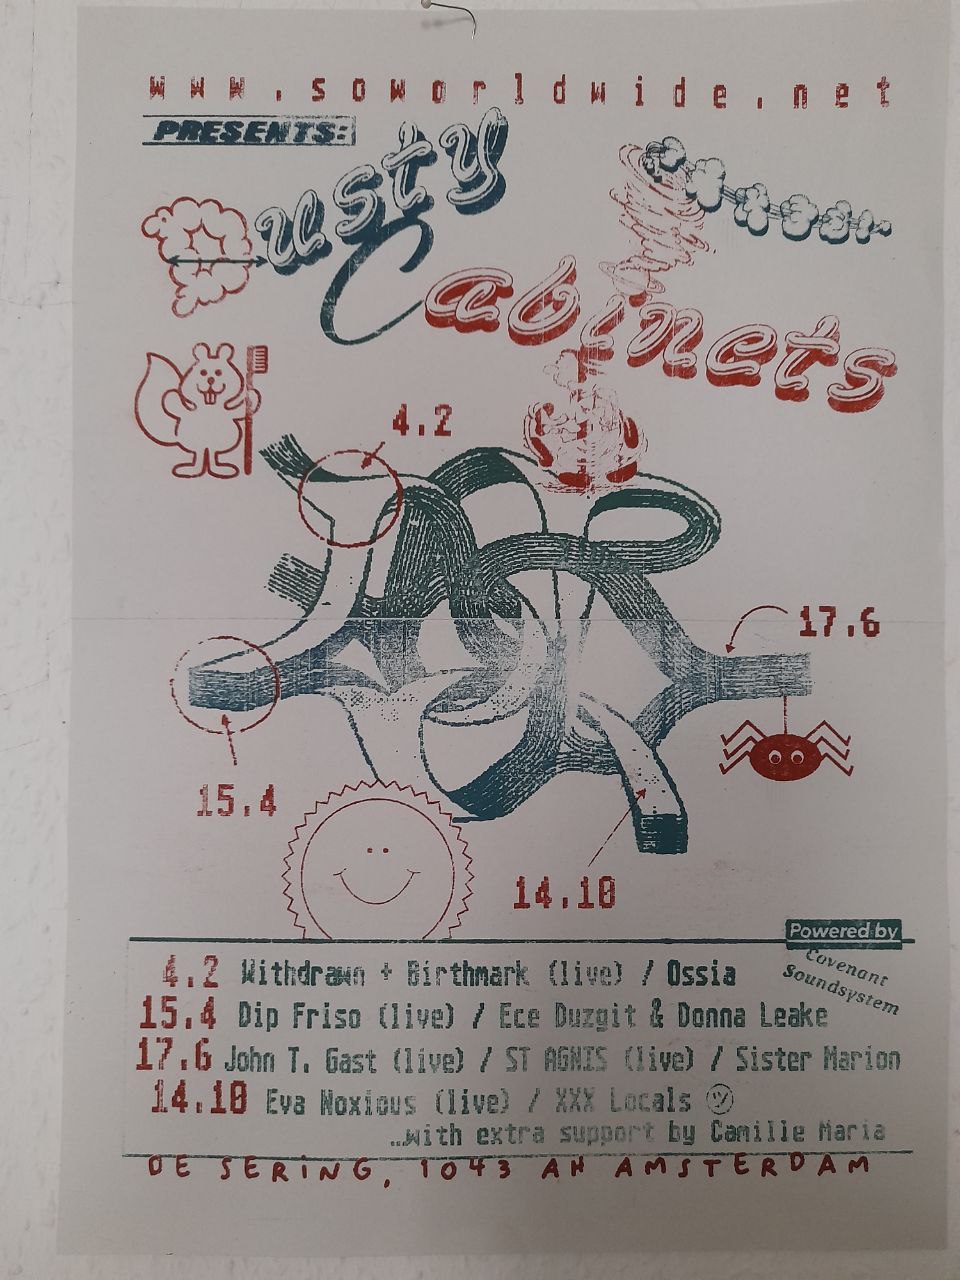 www.soworldwide.net
PRESENTS:
usty
Cabinets
4.2
17.6
15.4
14.10
Powered by
Covenant
Soundsystem
4.2 Withdrawn + Birthmark (live) / Ossia
15.4 Dip Friso (live) / Ece Duzgit & Donna Leake
17.6 John T. Gast (live) / ST AGNIS (live) / Sister Marion
14.10 Eva Noxious (live) / XXX Locals
...with extra support by Camille Maria
DE SERiNG, 1043 AH AMSTERDAM